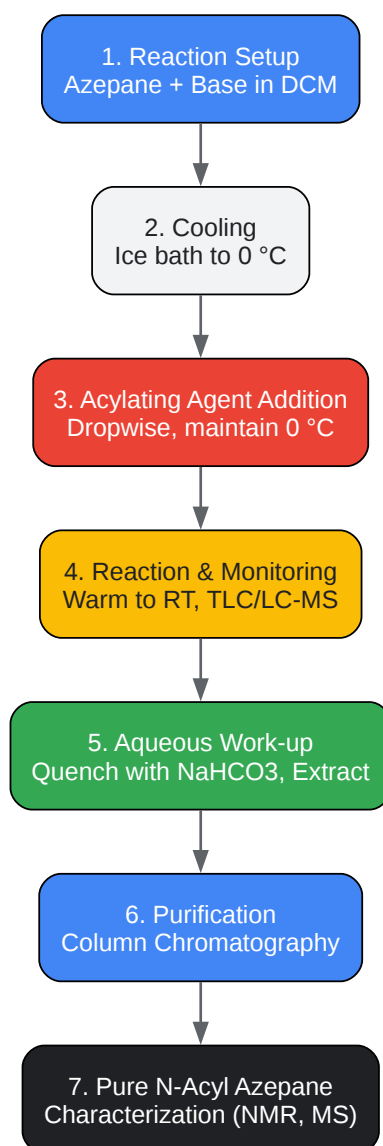 1. Reaction Setup
Azepane + Base in DCM
2. Cooling
Ice bath to 0 °C
3. Acylating Agent Addition
Dropwise, maintain 0 °C
4. Reaction & Monitoring
Warm to RT, TLC/LC-MS
5. Aqueous Work-up
Quench with NaHCO3, Extract
6. Purification
Column Chromatography
7. Pure N-Acyl Azepane
Characterization (NMR, MS)